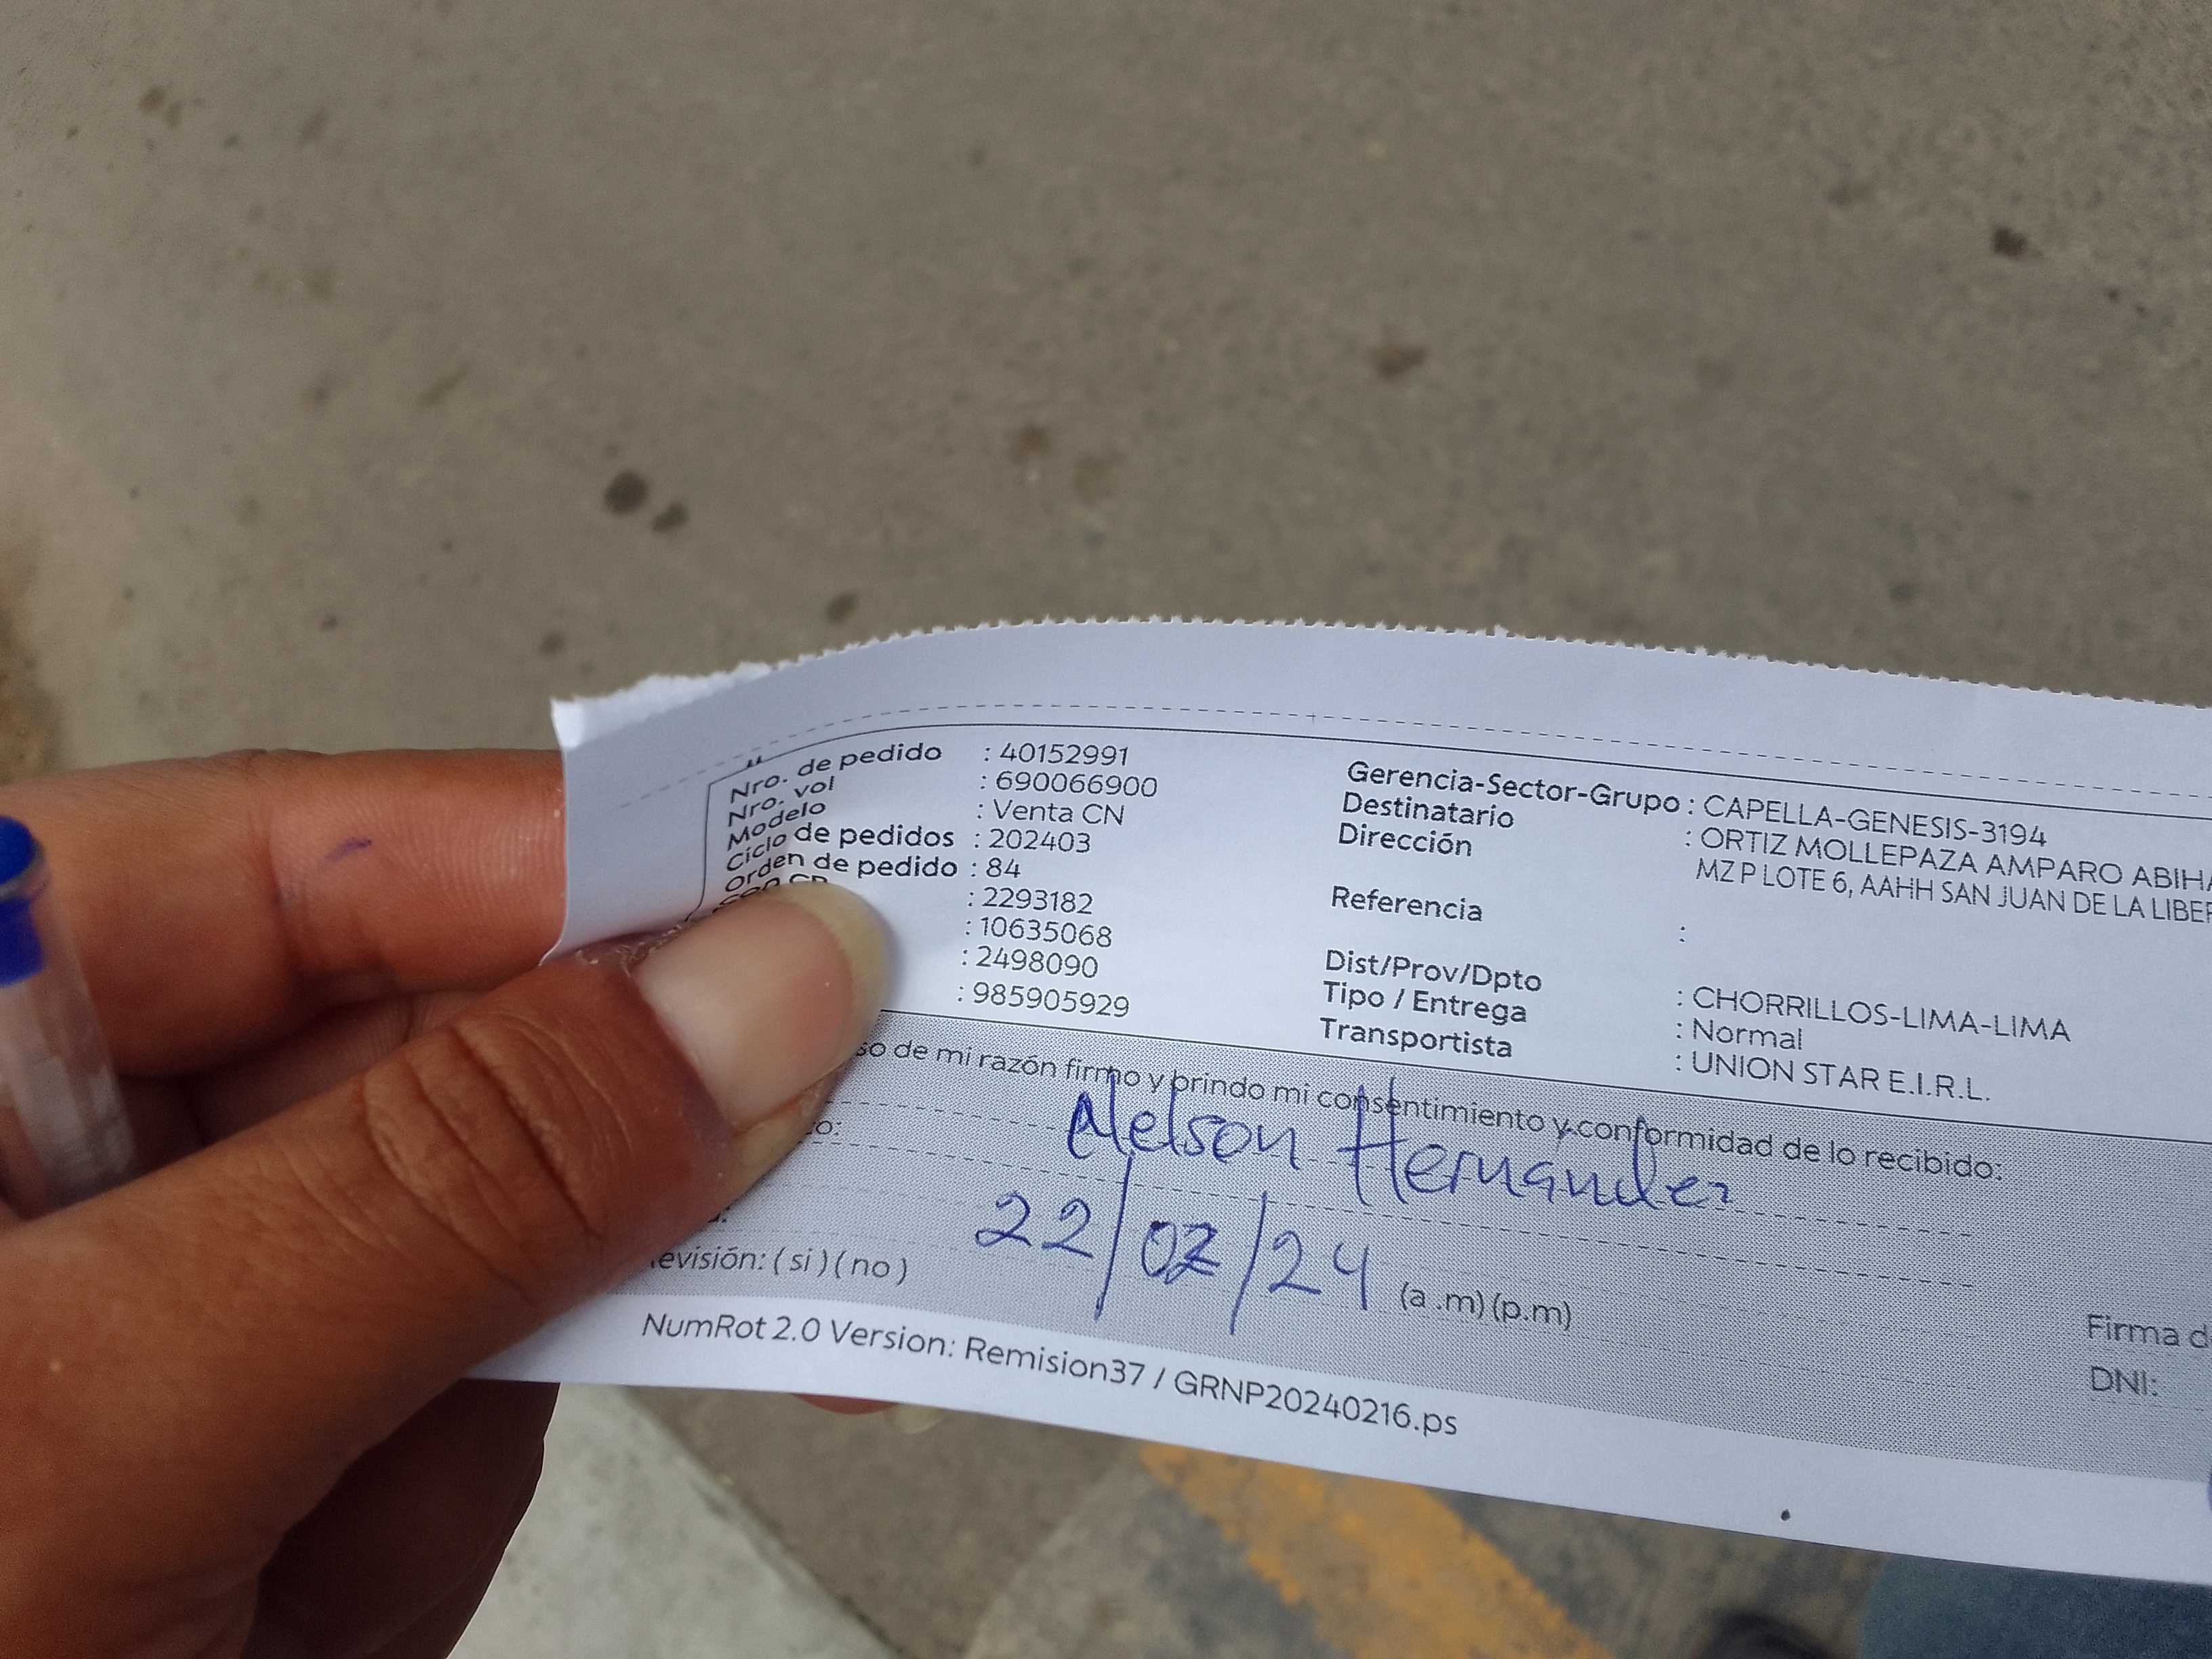 Nro. de pedido : 40152991
Nro. vol : 690066900
Modelo : Venta CN
Ciclo de pedidos : 202403
Orden de pedido : 84
: 2293182
: 10635068
: 2498090
: 985905929
Gerencia-Sector-Grupo : CAPELLA-GENESIS-3194
Destinatario : ORTIZ MOLLEPAZA AMPARO ABIHA
Dirección MZ P LOTE 6, AAHH SAN JUAN DE LA LIBER
Referencia :
Dist/Prov/Dpto : CHORRILLOS-LIMA-LIMA
Tipo / Entrega : Normal
Transportista : UNION STAR E.I.R.L.
so de mi razón firmo y brindo mi consentimiento y conformidad de lo recibido:
Nelson Hernandez
22/02/24 (a .m) (p.m)
evisión: ( si ) ( no )
Firma d
DNI:
NumRot 2.0 Version: Remision37 / GRNP20240216.ps